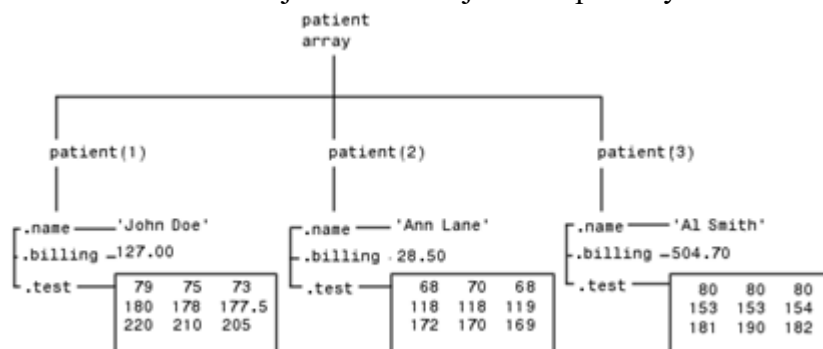 patient
array
patient(1)
.name 'John Doe'
.billing 127.00
.test
79 75 73
180 178 177.5
220 210 205
patient(2)
.name 'Ann Lane'
.billing 28.50
.test
68 70 68
118 118 119
172 170 169
patient(3)
.name 'Al Smith'
.billing 504.70
.test
80 80 80
153 153 154
181 190 182